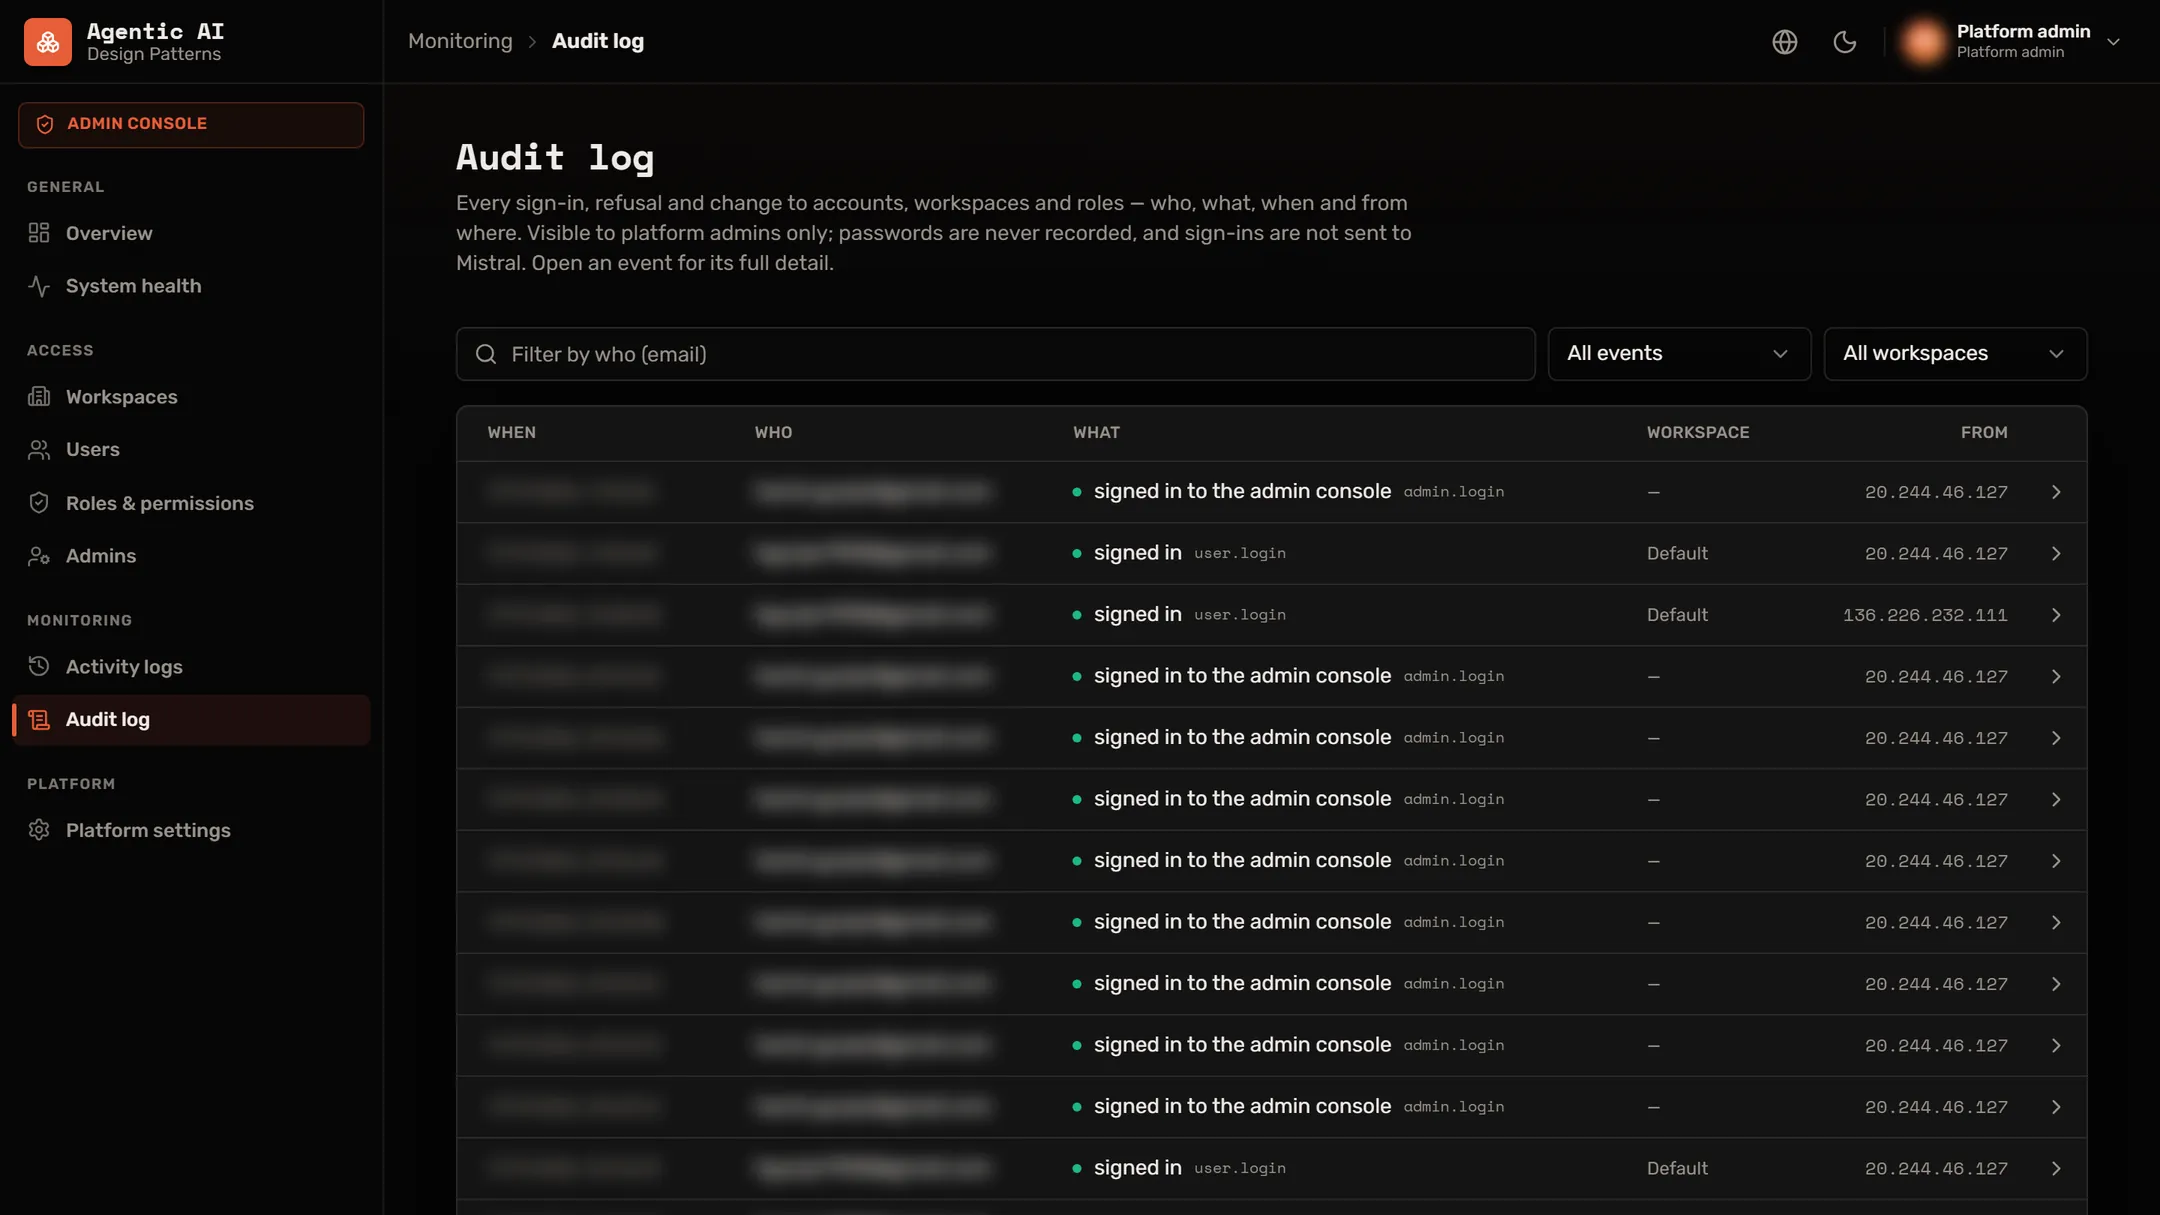 Agentic AI
Design Patterns
Monitoring > Audit log
Platform admin
Platform admin
ADMIN CONSOLE
GENERAL
Overview
System health
ACCESS
Workspaces
Users
Roles & permissions
Admins
MONITORING
Activity logs
Audit log
PLATFORM
Platform settings
Audit log
Every sign-in, refusal and change to accounts, workspaces and roles — who, what, when and from
where. Visible to platform admins only; passwords are never recorded, and sign-ins are not sent to
Mistral. Open an event for its full detail.
Filter by who (email)
All events
All workspaces
WHEN WHO WHAT WORKSPACE FROM
signed in to the admin console admin.login — 20.244.46.127
signed in user.login Default 20.244.46.127
signed in user.login Default 136.226.232.111
signed in to the admin console admin.login — 20.244.46.127
signed in to the admin console admin.login — 20.244.46.127
signed in to the admin console admin.login — 20.244.46.127
signed in to the admin console admin.login — 20.244.46.127
signed in to the admin console admin.login — 20.244.46.127
signed in to the admin console admin.login — 20.244.46.127
signed in to the admin console admin.login — 20.244.46.127
signed in to the admin console admin.login — 20.244.46.127
signed in user.login Default 20.244.46.127